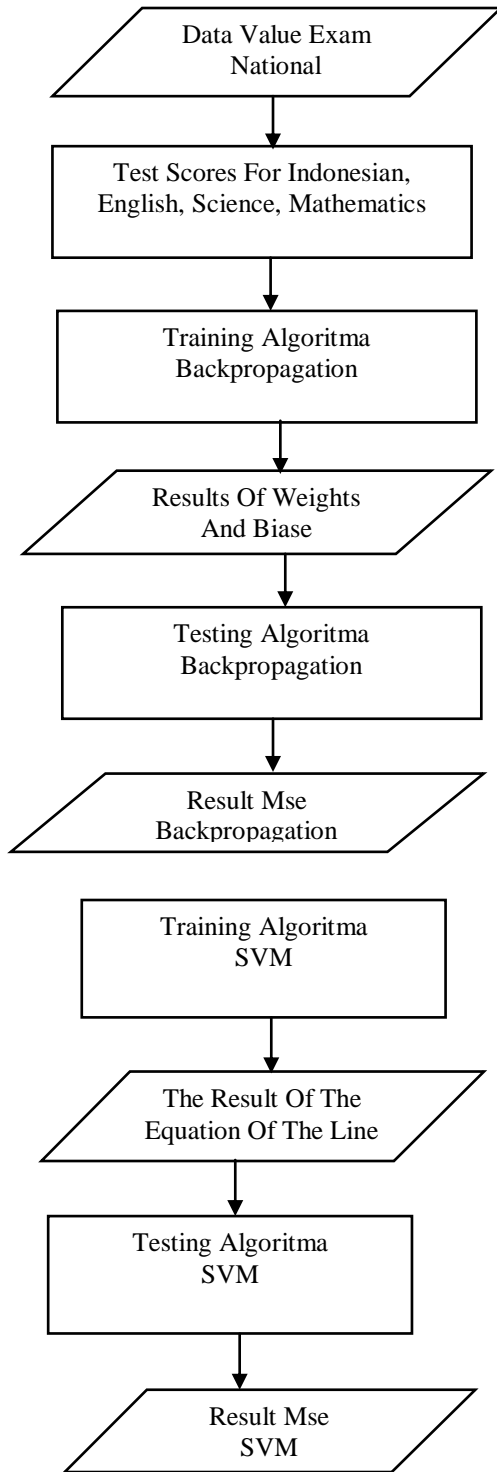 Data Value Exam
National
Test Scores For Indonesian,
English, Science, Mathematics
Training Algoritma
Backpropagation
Results Of Weights
And Biase
Testing Algoritma
Backpropagation
Result Mse
Backpropagation
Training Algoritma
SVM
The Result Of The
Equation Of The Line
Testing Algoritma
SVM
Result Mse
SVM